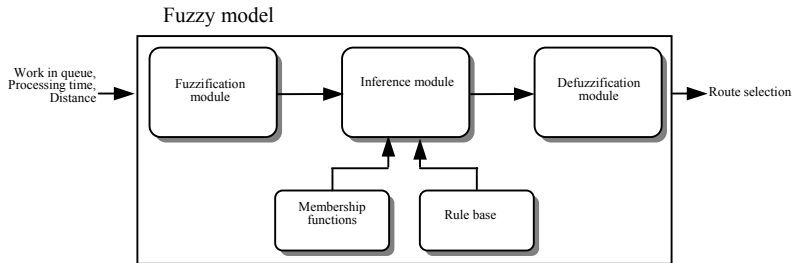 Fuzzy model
Work in queue,
Processing time,
Distance
Fuzzification
module
Inference module
Defuzzification
module
Route selection
Membership
functions
Rule base